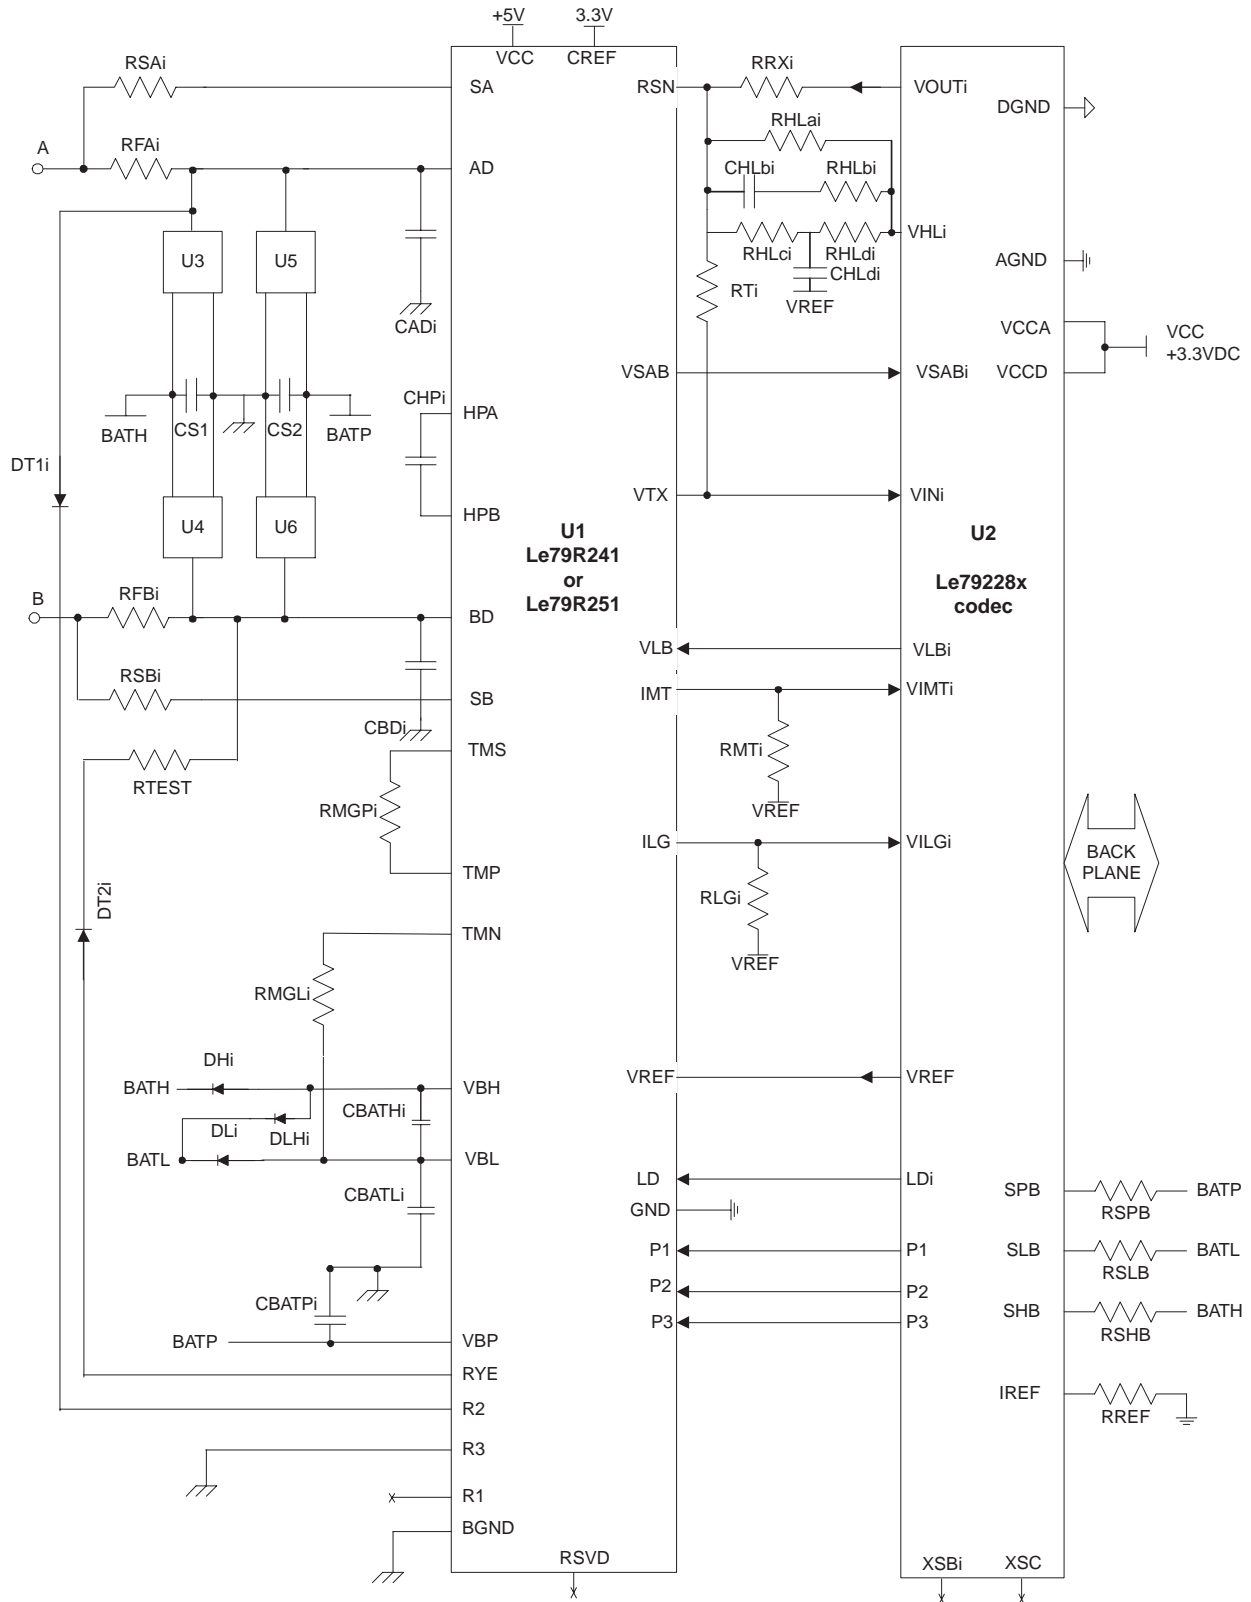 +5V
3.3V
VCC
CREF
RSAi
SA
RSN
RRXi
VOUTi
DGND
A
RFAi
AD
RHLai
CHLbi
RHLbi
VHLi
RHLci
RHLdi
CHLdi
VREF
AGND
U3
U5
CADi
RTi
VCCA
VCCD
VCC
+3.3VDC
VSAB
VSABi
BATH
CS1
CS2
BATP
CHPi
HPA
DT1i
HPB
VTX
VINi
U4
U6
U1
Le79R241
or
Le79R251
U2
Le79228x
codec
B
RFBi
BD
VLB
VLBi
RSBi
SB
IMT
VIMTi
CBDi
RMTi
VREF
RTEST
TMS
RMGPi
TMP
ILG
VILGi
RLGi
VREF
BACK
PLANE
DT2i
TMN
RMGLi
DHi
BATH
VBH
VREF
VREF
CBATHi
DLi
DLHi
BATL
VBL
CBATLi
LD
LDi
GND
SPB
RSPB
BATP
P1
P1
SLB
RSLB
BATL
P2
P2
CBATPi
SHB
RSHB
BATH
P3
P3
BATP
VBP
RYE
IREF
RREF
R2
R3
R1
BGND
RSVD
XSBi
XSC